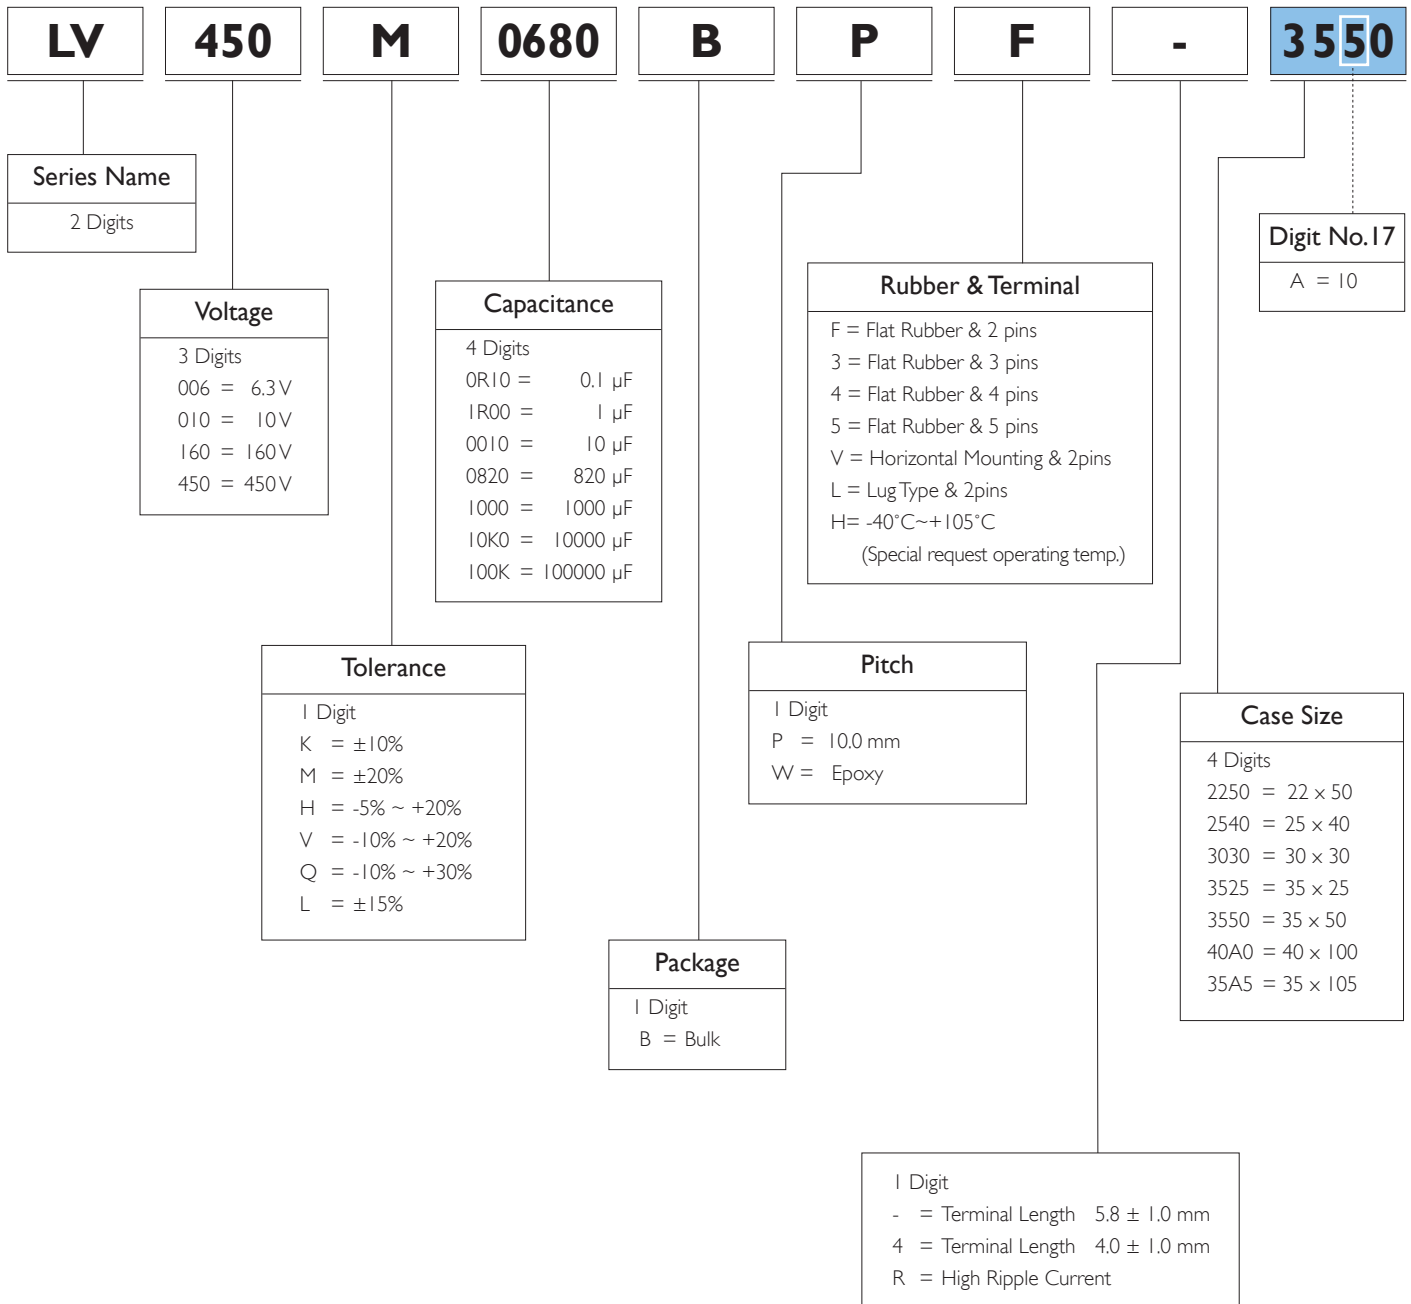 LV 450 M 0680 B P F - 3550
Series Name
2 Digits
Digit No.17
A = 10
Voltage
3 Digits
006 = 6.3V
010 = 10V
160 = 160V
450 = 450V
Capacitance
4 Digits
0R10 = 0.1 µF
1R00 = 1 µF
0010 = 10 µF
0820 = 820 µF
1000 = 1000 µF
10K0 = 10000 µF
100K = 100000 µF
Rubber & Terminal
F = Flat Rubber & 2 pins
3 = Flat Rubber & 3 pins
4 = Flat Rubber & 4 pins
5 = Flat Rubber & 5 pins
V = Horizontal Mounting & 2pins
L = Lug Type & 2pins
H= -40˚C~+105˚C
(Special request operating temp.)
Tolerance
1 Digit
K = ±10%
M = ±20%
H = -5% ~ +20%
V = -10% ~ +20%
Q = -10% ~ +30%
L = ±15%
Pitch
1 Digit
P = 10.0 mm
W = Epoxy
Case Size
4 Digits
2250 = 22 x 50
2540 = 25 x 40
3030 = 30 x 30
3525 = 35 x 25
3550 = 35 x 50
40A0 = 40 x 100
35A5 = 35 x 105
Package
1 Digit
B = Bulk
1 Digit
- = Terminal Length 5.8 ± 1.0 mm
4 = Terminal Length 4.0 ± 1.0 mm
R = High Ripple Current